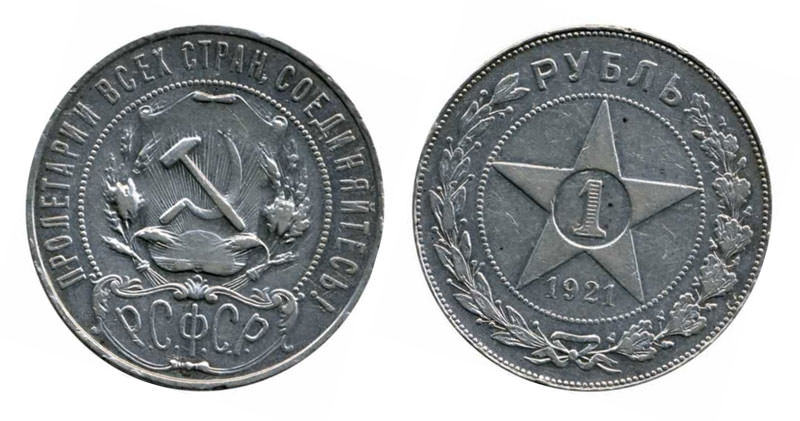 ПРОЛЕТАРИИ ВСЕХ СТРАН, СОЕДИНЯЙТЕСЬ!
Р.С.Ф.С.Р.
РУБЛЬ
1
1921